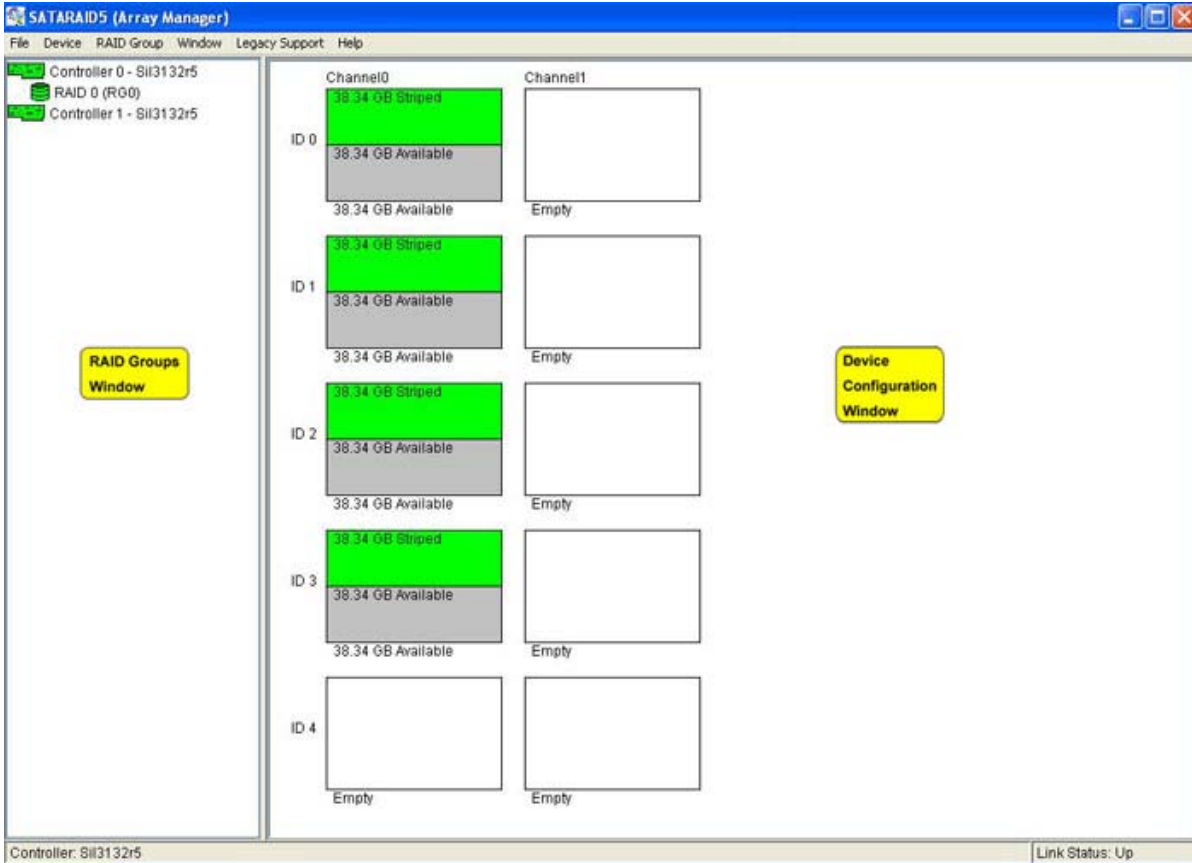 SATARAID5 (Array Manager)
File Device RAID Group Window Legacy Support Help
Controller 0 - SiI3132r5
RAID 0 (RG0)
Controller 1 - SiI3132r5
RAID Groups
Window
Channel0 Channel1
ID 0
38.34 GB Striped
38.34 GB Available
38.34 GB Available Empty
ID 1
38.34 GB Striped
38.34 GB Available
38.34 GB Available Empty
ID 2
38.34 GB Striped
38.34 GB Available
38.34 GB Available Empty
ID 3
38.34 GB Striped
38.34 GB Available
38.34 GB Available Empty
ID 4
Empty Empty
Device
Configuration
Window
Controller: SiI3132r5 Link Status: Up